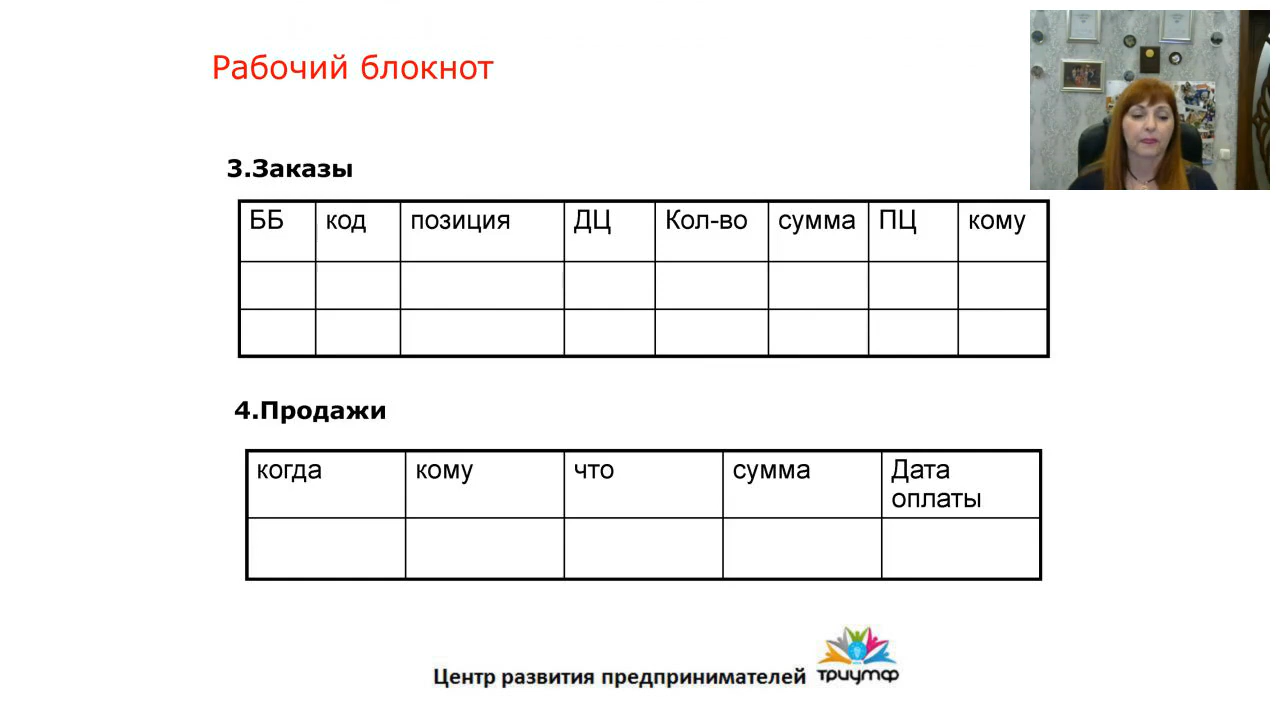 Рабочий блокнот
3.Заказы
ББ код позиция ДЦ Кол-во сумма ПЦ кому
4.Продажи
когда кому что сумма Дата оплаты
Центр развития предпринимателей триумф